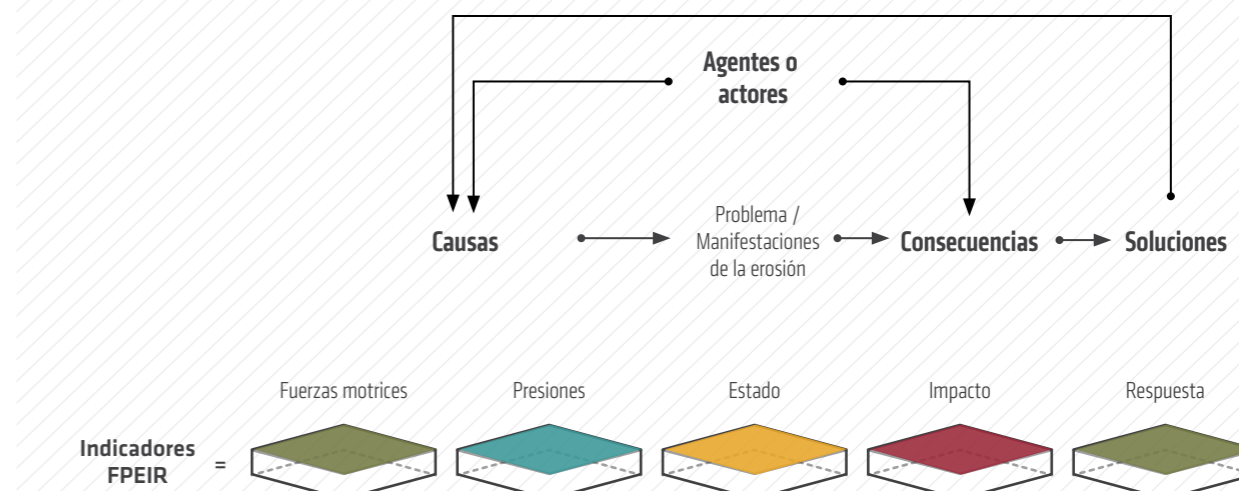 Agentes o
actores
Causas
Problema /
Manifestaciones
de la erosión
Consecuencias
Soluciones
Fuerzas motrices
Presiones
Estado
Impacto
Respuesta
Indicadores
FPEIR
=